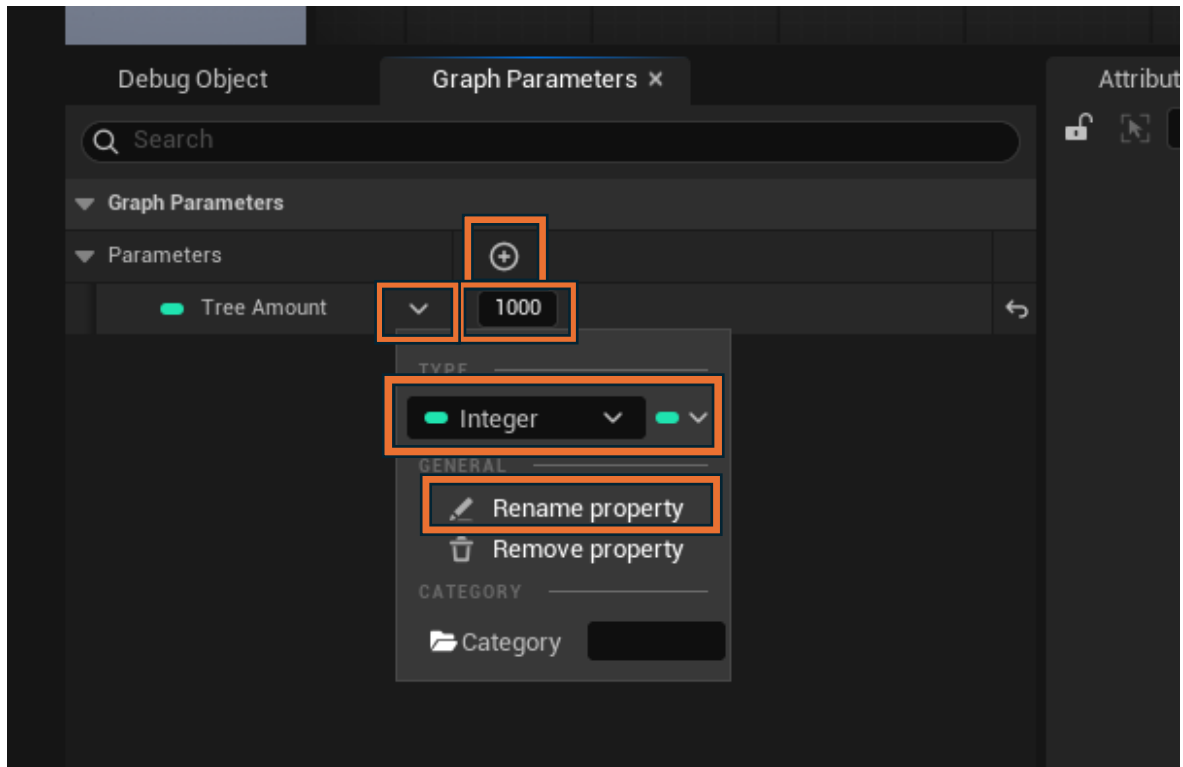 Debug Object
Graph Parameters ×
Attribut
Search
Graph Parameters
Parameters
Tree Amount
1000
TYPE
Integer
GENERAL
Rename property
Remove property
CATEGORY
Category